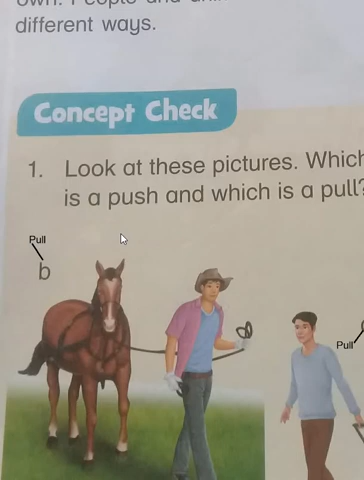 different ways.
Concept Check
1. Look at these pictures. Which
is a push and which is a pull?
Pull
b
Pull